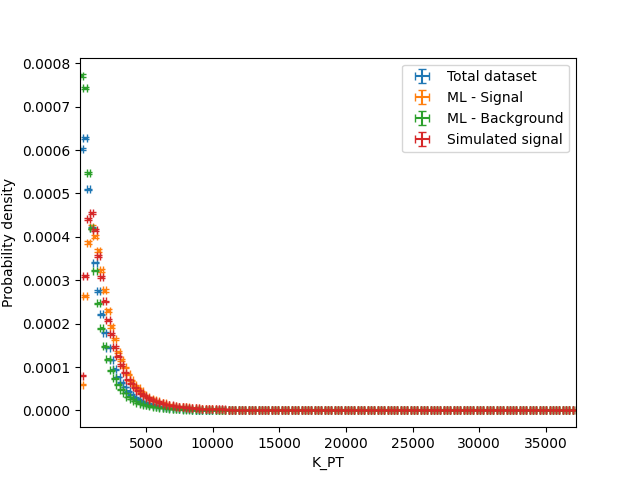 0.0008
0.0007
0.0006
0.0005
0.0004
0.0003
0.0002
0.0001
0.0000
Probability density
Total dataset
ML - Signal
ML - Background
Simulated signal
5000 10000 15000 20000 25000 30000 35000
K_PT